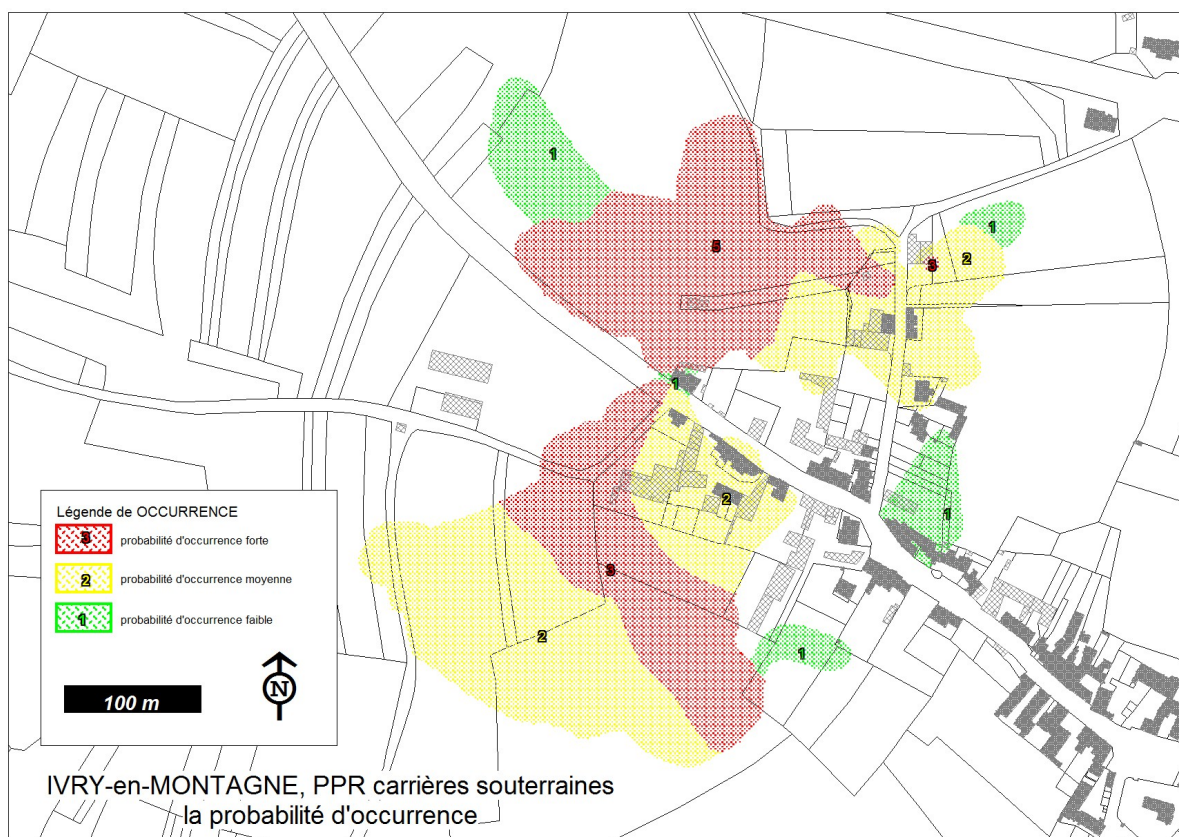 1
1
3
2
3
1
2
1
3
2
1
Légende de OCCURRENCE
3 probabilité d'occurrence forte
2 probabilité d'occurrence moyenne
1 probabilité d'occurrence faible
N
100 m
IVRY-en-MONTAGNE, PPR carrières souterraines
la probabilité d'occurrence